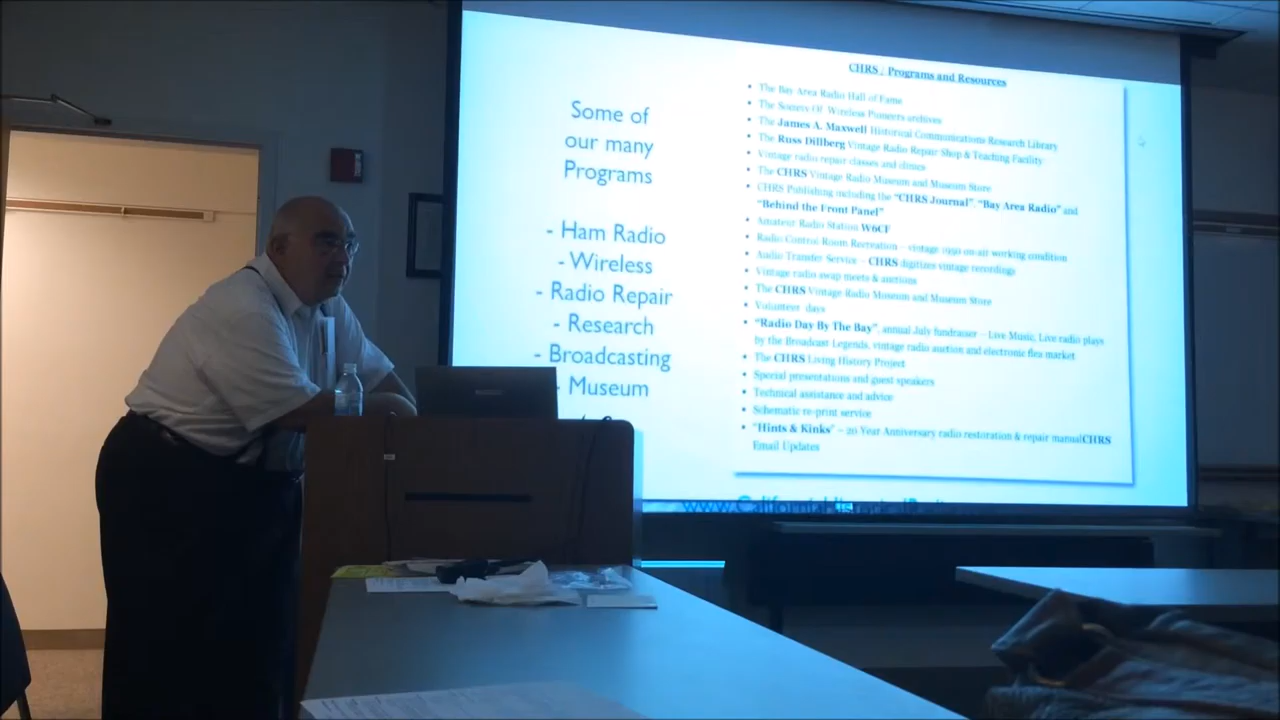 Some of
our many
Programs
- Ham Radio
- Wireless
- Radio Repair
- Research
- Broadcasting
- Museum
CHRS : Programs and Resources
• The Bay Area Radio Hall of Fame
• The Society Of Wireless Pioneers archives
• The James A. Maxwell Historical Communications Research Library
• The Russ Dillberg Vintage Radio Repair Shop & Teaching Facility
• Vintage radio repair classes and clinics
• The CHRS Vintage Radio Museum and Museum Store
• CHRS Publishing including the "CHRS Journal", "Bay Area Radio" and
"Behind the Front Panel"
• Amateur Radio Station W6CF
• Radio Control Room Recreation – vintage 1950 on-air working condition
• Audio Transfer Service – CHRS digitizes vintage recordings
• Vintage radio swap meets & auctions
• The CHRS Vintage Radio Museum and Museum Store
• Volunteer days
• "Radio Day By The Bay", annual July fundraiser – Live Music, Live radio plays
by the Broadcast Legends, vintage radio auction and electronic flea market
• The CHRS Living History Project
• Special presentations and guest speakers
• Technical assistance and advice
• Schematic re-print service
• "Hints & Kinks" – 20 Year Anniversary radio restoration & repair manualCHRS
Email Updates